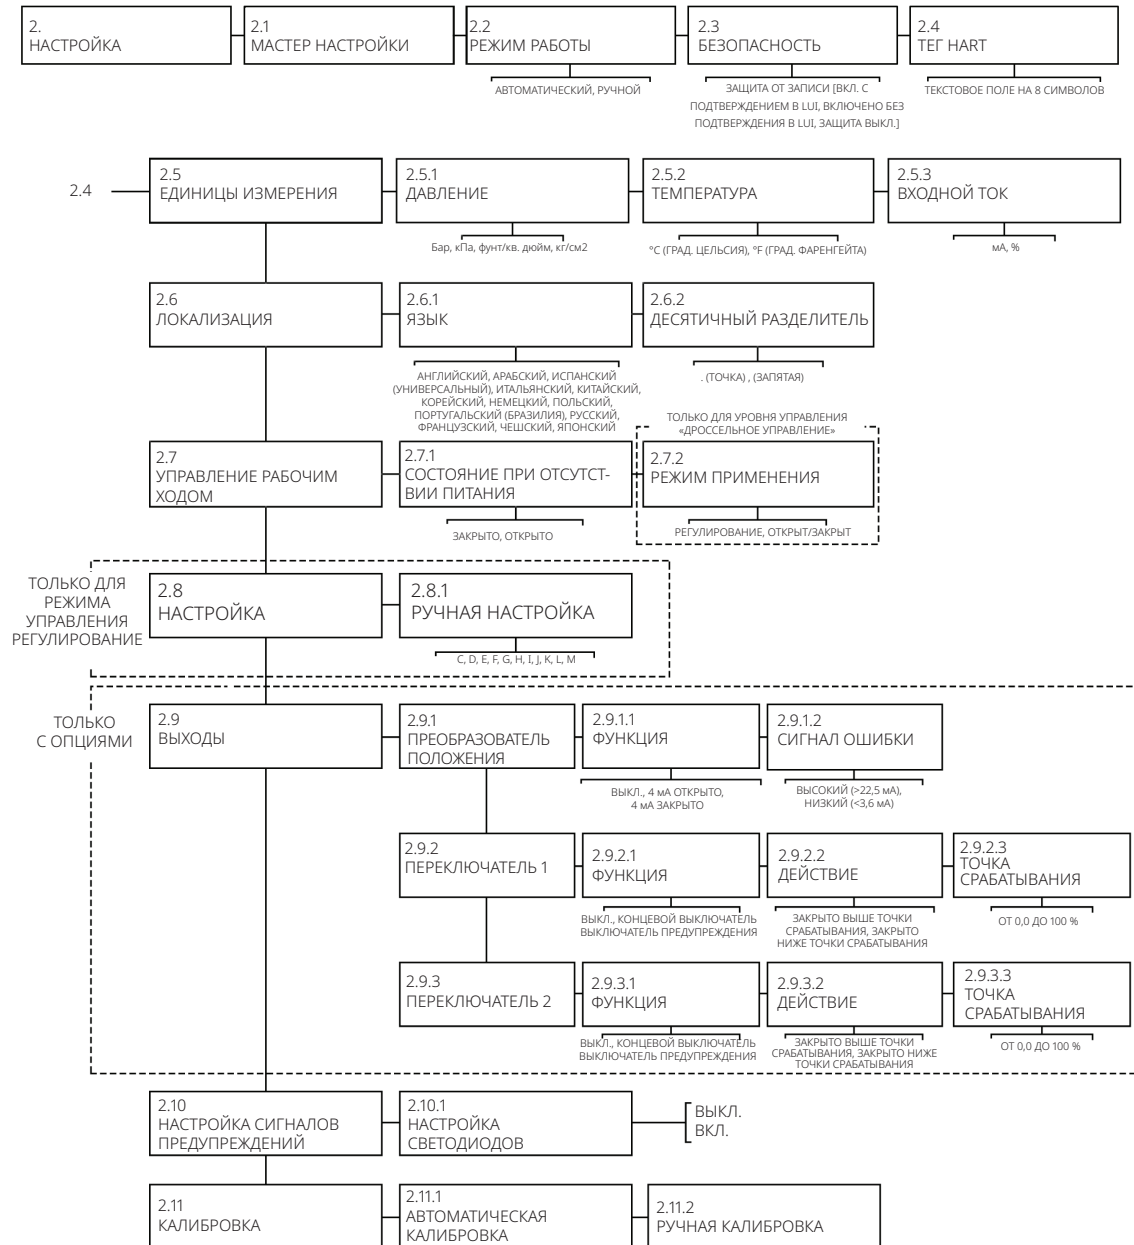 2.
НАСТРОЙКА
2.1
МАСТЕР НАСТРОЙКИ
2.2
РЕЖИМ РАБОТЫ
2.3
БЕЗОПАСНОСТЬ
2.4
ТЕГ HART
АВТОМАТИЧЕСКИЙ, РУЧНОЙ
ЗАЩИТА ОТ ЗАПИСИ [ВКЛ. С
ПОДТВЕРЖДЕНИЕМ В LUI, ВКЛЮЧЕНО БЕЗ
ПОДТВЕРЖДЕНИЯ В LUI, ЗАЩИТА ВЫКЛ.]
ТЕКСТОВОЕ ПОЛЕ НА 8 СИМВОЛОВ
2.4
2.5
ЕДИНИЦЫ ИЗМЕРЕНИЯ
2.5.1
ДАВЛЕНИЕ
2.5.2
ТЕМПЕРАТУРА
2.5.3
ВХОДНОЙ ТОК
Бар, кПа, фунт/кв. дюйм, кг/см2
°C (ГРАД. ЦЕЛЬСИЯ), °F (ГРАД. ФАРЕНГЕЙТА)
мА, %
2.6
ЛОКАЛИЗАЦИЯ
2.6.1
ЯЗЫК
2.6.2
ДЕСЯТИЧНЫЙ РАЗДЕЛИТЕЛЬ
АНГЛИЙСКИЙ, АРАБСКИЙ, ИСПАНСКИЙ
(УНИВЕРСАЛЬНЫЙ), ИТАЛЬЯНСКИЙ, КИТАЙСКИЙ,
КОРЕЙСКИЙ, НЕМЕЦКИЙ, ПОЛЬСКИЙ,
ПОРТУГАЛЬСКИЙ (БРАЗИЛИЯ), РУССКИЙ,
ФРАНЦУЗСКИЙ, ЧЕШСКИЙ, ЯПОНСКИЙ
. (ТОЧКА) , (ЗАПЯТАЯ)
ТОЛЬКО ДЛЯ УРОВНЯ УПРАВЛЕНИЯ
«ДРОССЕЛЬНОЕ УПРАВЛЕНИЕ»
2.7
УПРАВЛЕНИЕ РАБОЧИМ
ХОДОМ
2.7.1
СОСТОЯНИЕ ПРИ ОТСУТСТ-
ВИИ ПИТАНИЯ
2.7.2
РЕЖИМ ПРИМЕНЕНИЯ
ЗАКРЫТО, ОТКРЫТО
РЕГУЛИРОВАНИЕ, ОТКРЫТ/ЗАКРЫТ
ТОЛЬКО ДЛЯ
РЕЖИМА
УПРАВЛЕНИЯ
РЕГУЛИРОВАНИЕ
2.8
НАСТРОЙКА
2.8.1
РУЧНАЯ НАСТРОЙКА
C, D, E, F, G, H, I, J, K, L, M
ТОЛЬКО
С ОПЦИЯМИ
2.9
ВЫХОДЫ
2.9.1
ПРЕОБРАЗОВАТЕЛЬ
ПОЛОЖЕНИЯ
2.9.1.1
ФУНКЦИЯ
2.9.1.2
СИГНАЛ ОШИБКИ
ВЫКЛ., 4 мА ОТКРЫТО,
4 мА ЗАКРЫТО
ВЫСОКИЙ (>22,5 мА),
НИЗКИЙ (<3,6 мА)
2.9.2
ПЕРЕКЛЮЧАТЕЛЬ 1
2.9.2.1
ФУНКЦИЯ
2.9.2.2
ДЕЙСТВИЕ
2.9.2.3
ТОЧКА
СРАБАТЫВАНИЯ
ВЫКЛ., КОНЦЕВОЙ ВЫКЛЮЧАТЕЛЬ
ВЫКЛЮЧАТЕЛЬ ПРЕДУПРЕЖДЕНИЯ
ЗАКРЫТО ВЫШЕ ТОЧКИ
СРАБАТЫВАНИЯ, ЗАКРЫТО
НИЖЕ ТОЧКИ СРАБАТЫВАНИЯ
ОТ 0,0 ДО 100 %
2.9.3
ПЕРЕКЛЮЧАТЕЛЬ 2
2.9.3.1
ФУНКЦИЯ
2.9.3.2
ДЕЙСТВИЕ
2.9.3.3
ТОЧКА
СРАБАТЫВАНИЯ
ВЫКЛ., КОНЦЕВОЙ ВЫКЛЮЧАТЕЛЬ
ВЫКЛЮЧАТЕЛЬ ПРЕДУПРЕЖДЕНИЯ
ЗАКРЫТО ВЫШЕ ТОЧКИ
СРАБАТЫВАНИЯ, ЗАКРЫТО НИЖЕ
ТОЧКИ СРАБАТЫВАНИЯ
ОТ 0,0 ДО 100 %
2.10
НАСТРОЙКА СИГНАЛОВ
ПРЕДУПРЕЖДЕНИЙ
2.10.1
НАСТРОЙКА
СВЕТОДИОДОВ
ВЫКЛ.
ВКЛ.
2.11
КАЛИБРОВКА
2.11.1
АВТОМАТИЧЕСКАЯ
КАЛИБРОВКА
2.11.2
РУЧНАЯ КАЛИБРОВКА